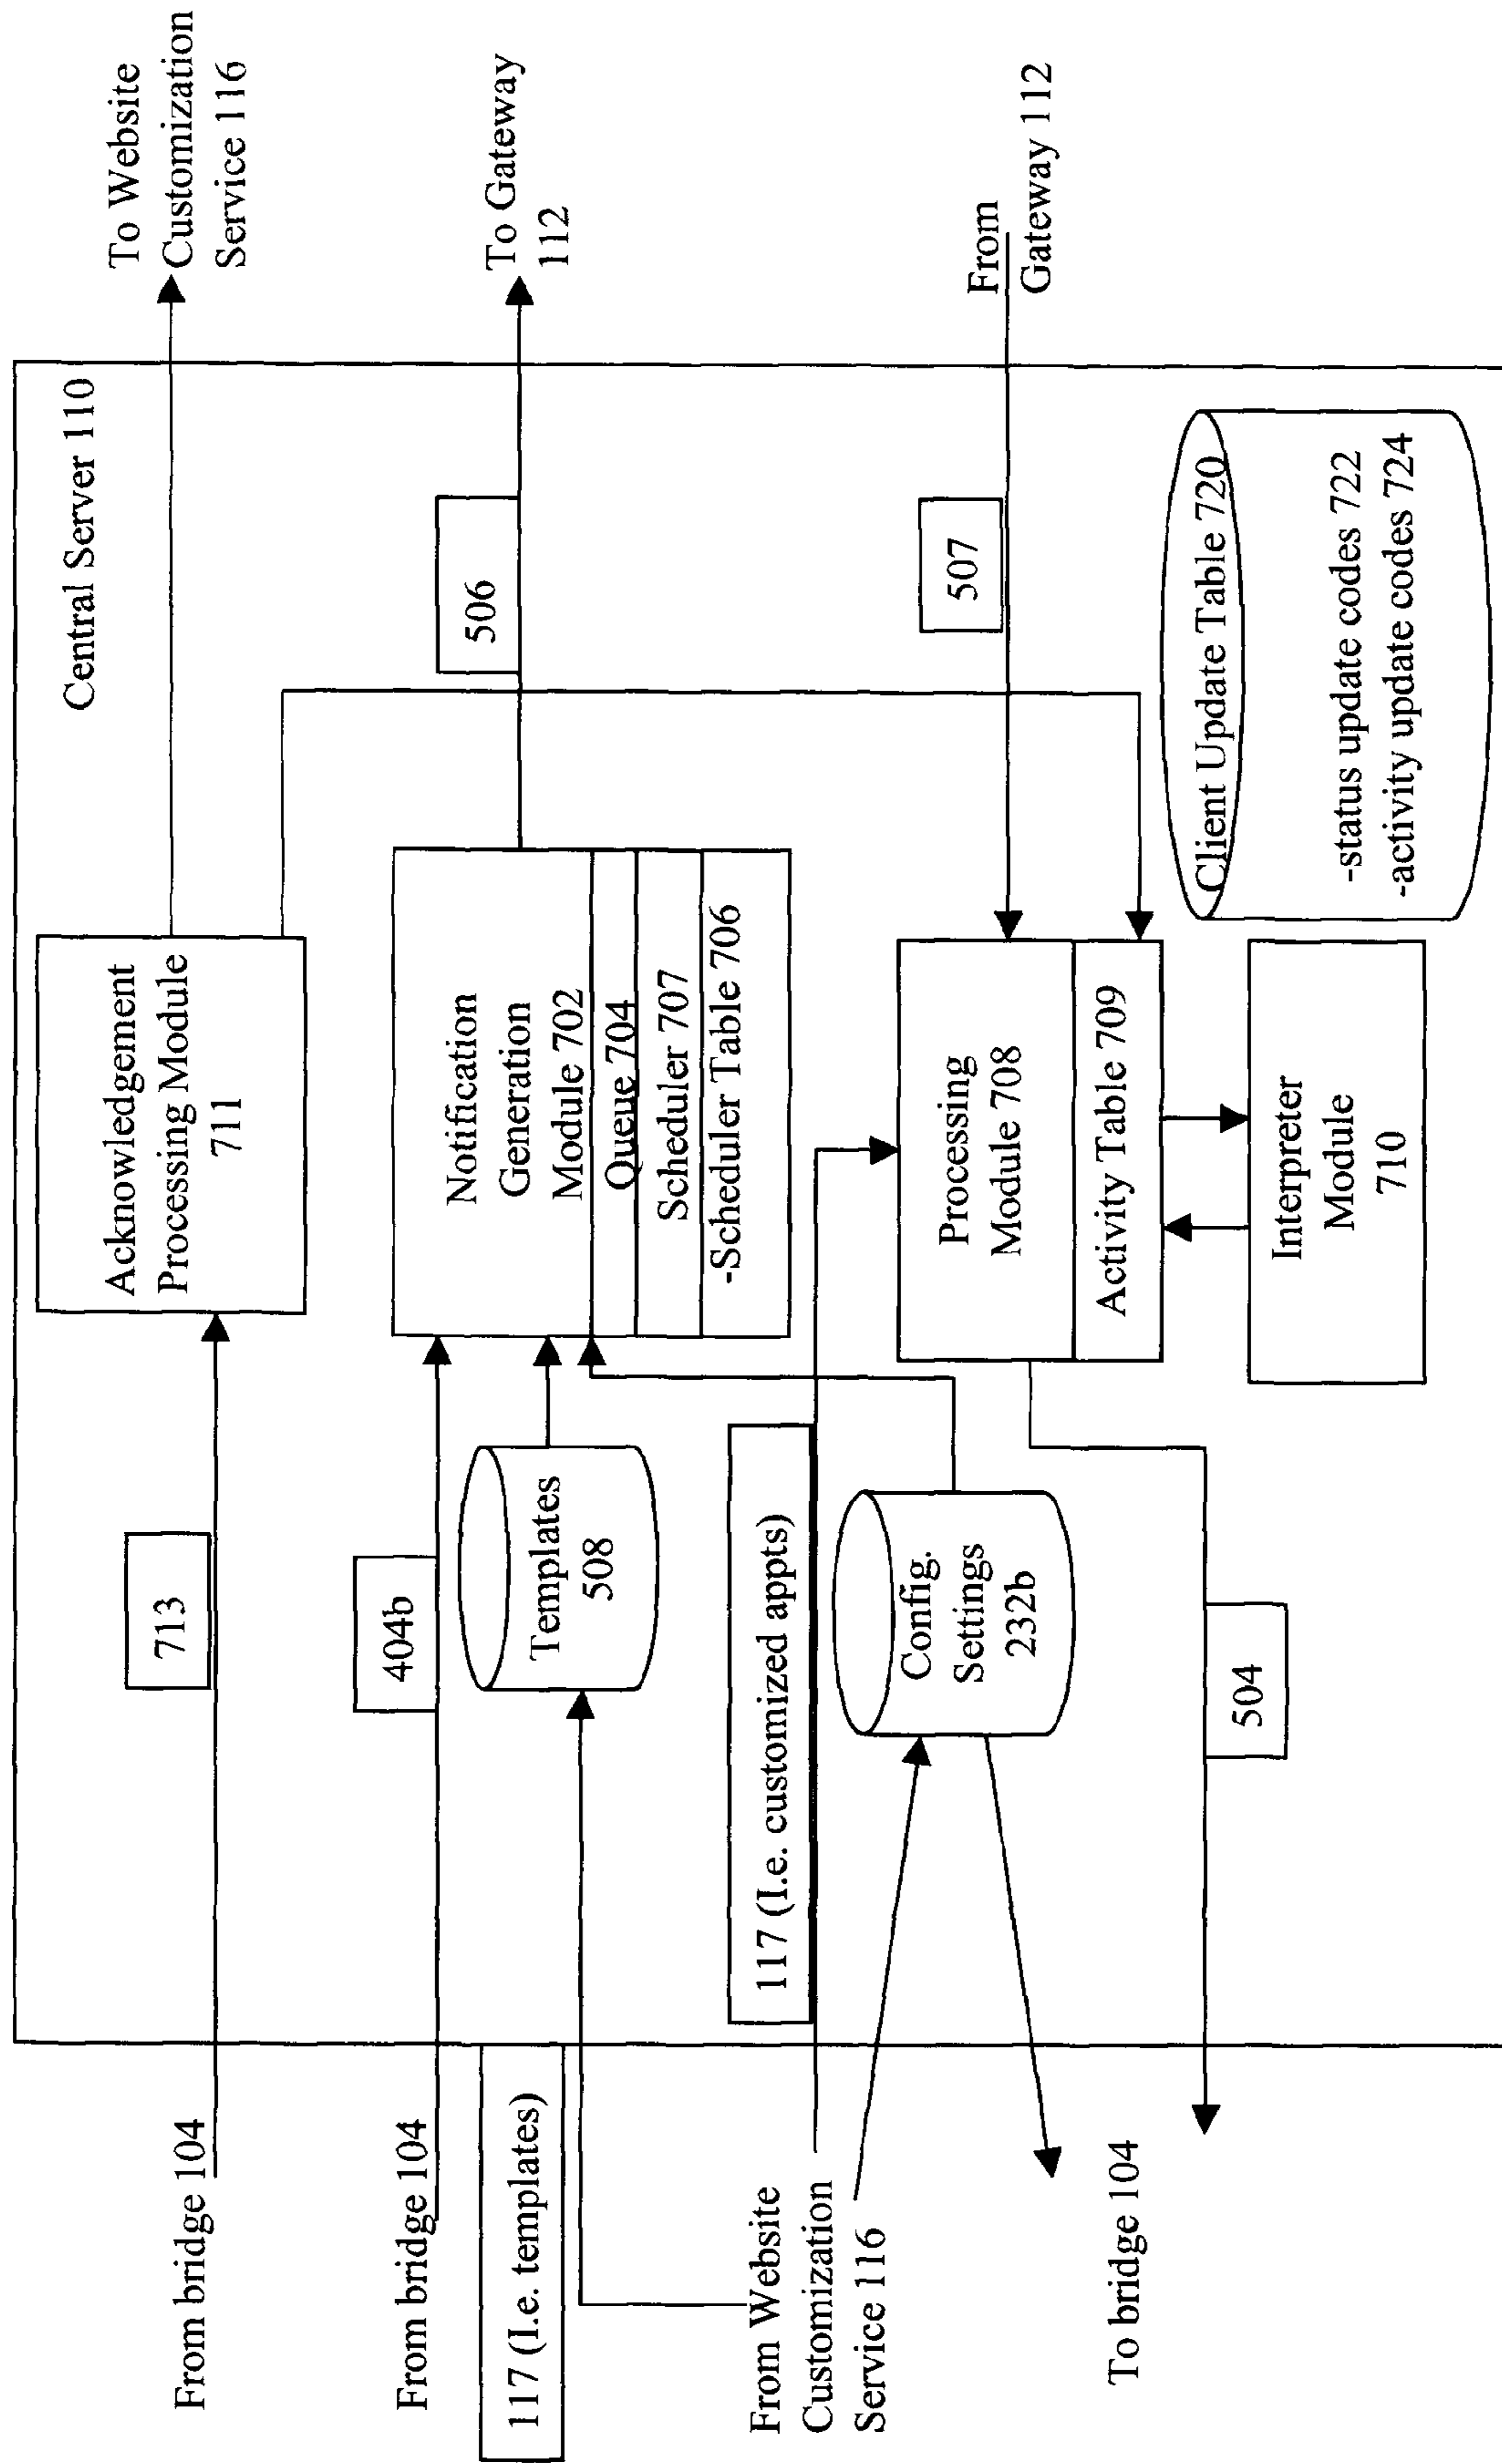 Central Server 110
From bridge 104
713
Acknowledgement
Processing Module
711
To Website
Customization
Service 116
From bridge 104
404b
Notification
Generation
Module 702
Queue 704
Scheduler 707
-Scheduler Table 706
506
To Gateway
112
117 (I.e. templates)
Templates
508
117 (I.e. customized appts)
From Website
Customization
Service 116
Config.
Settings
232b
Processing
Module 708
Activity Table 709
507
From
Gateway 112
To bridge 104
504
Interpreter
Module
710
Client Update Table 720
-status update codes 722
-activity update codes 724